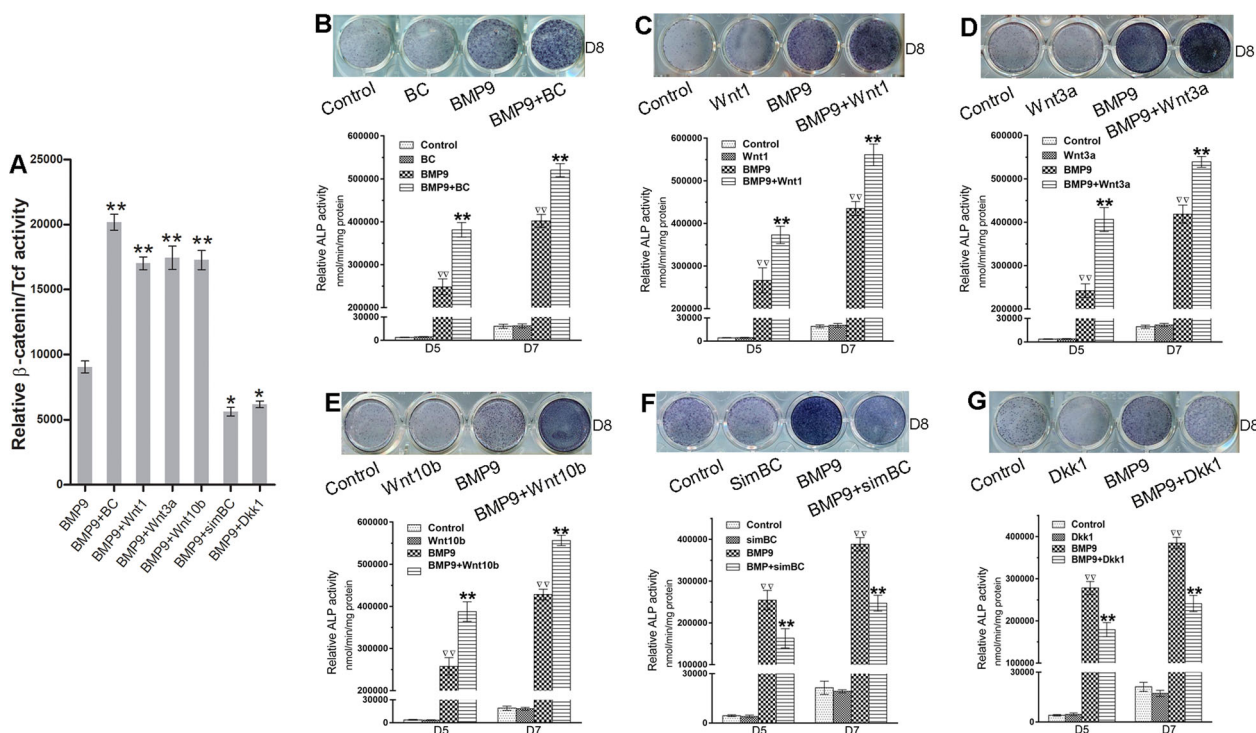 A
Relative β-catenin/Tcf activity
25000
20000
15000
10000
5000
0
**
**
**
**
*
*
BMP9
BMP9+BC
BMP9+Wnt1
BMP9+Wnt3a
BMP9+Wnt10b
BMP9+simBC
BMP9+Dkk1
B
D8
Control
BC
BMP9
BMP9+BC
Relative ALP activity
nmol/min/mg protein
600000
500000
400000
300000
200000
30000
0
Control
BC
BMP9
BMP9+BC
▽▽
**
▽▽
**
D5
D7
C
D8
Control
Wnt1
BMP9
BMP9+Wnt1
Relative ALP activity
nmol/min/mg protein
600000
500000
400000
300000
200000
30000
0
Control
Wnt1
BMP9
BMP9+Wnt1
▽▽
**
▽▽
**
D5
D7
D
D8
Control
Wnt3a
BMP9
BMP9+Wnt3a
Relative ALP activity
nmol/min/mg protein
600000
500000
400000
300000
200000
30000
0
Control
Wnt3a
BMP9
BMP9+Wnt3a
▽▽
**
▽▽
**
D5
D7
E
D8
Control
Wnt10b
BMP9
BMP9+Wnt10b
Relative ALP activity
nmol/min/mg protein
600000
500000
400000
300000
200000
30000
0
Control
Wnt10b
BMP9
BMP9+Wnt10b
▽▽
**
▽▽
**
D5
D7
F
D8
Control
SimBC
BMP9
BMP9+simBC
Relative ALP activity
nmol/min/mg protein
500000
400000
300000
200000
100000
30000
0
Control
simBC
BMP9
BMP+simBC
▽▽
**
▽▽
**
D5
D7
G
D8
Control
Dkk1
BMP9
BMP9+Dkk1
Relative ALP activity
nmol/min/mg protein
400000
300000
200000
100000
30000
0
Control
Dkk1
BMP9
BMP9+Dkk1
▽▽
**
▽▽
**
D5
D7